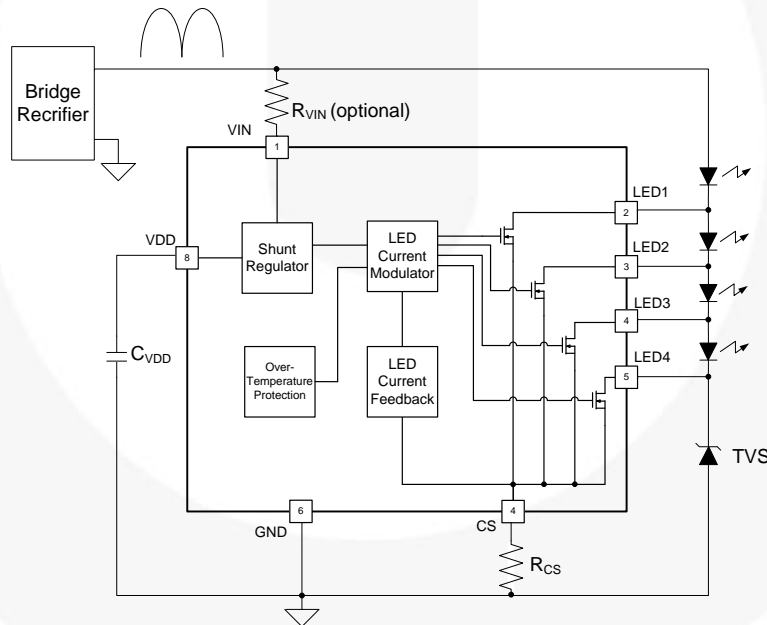 Bridge
Recrifier
RVIN (optional)
VIN
1
LED1
2
VDD
8
Shunt
Regulator
LED
Current
Modulator
LED2
3
LED3
4
CVDD
Over-
Temperature
Protection
LED
Current
Feedback
LED4
5
TVS
6
GND
4
CS
RCS